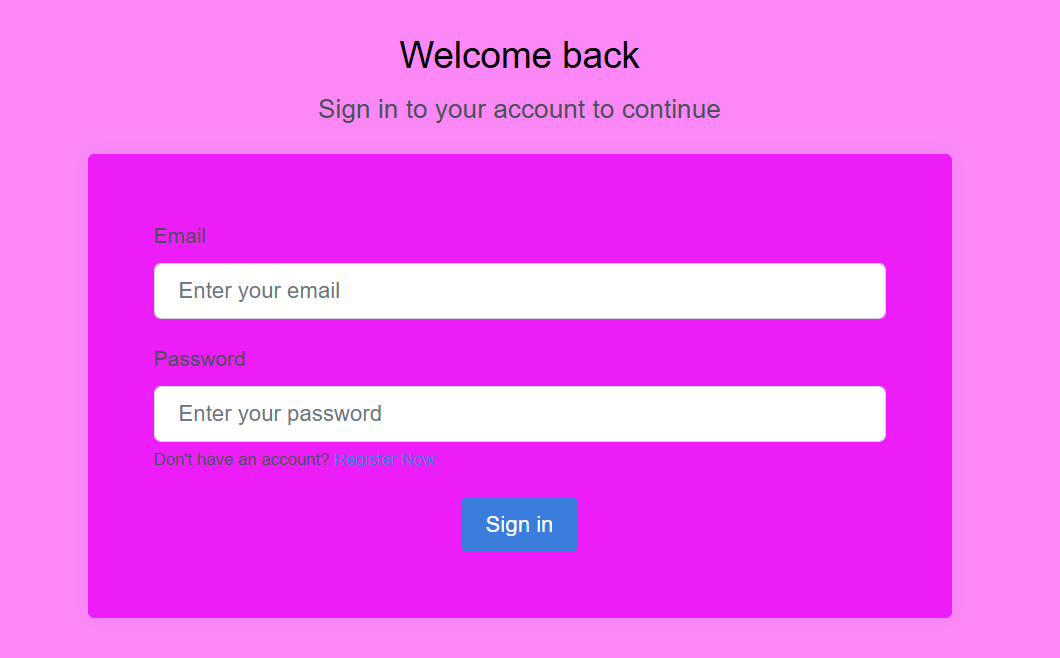 Welcome back
Sign in to your account to continue
Email
Enter your email
Password
Enter your password
Don't have an account? Register Now
Sign in